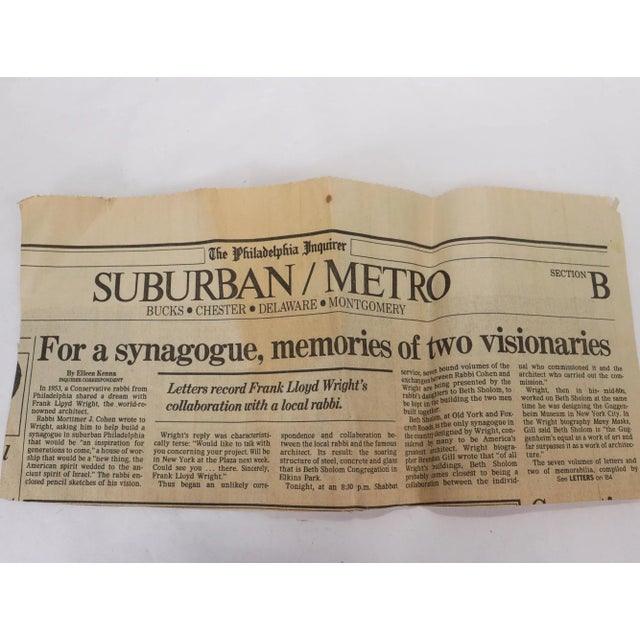 The Philadelphia Inquirer
SUBURBAN / METRO
BUCKS • CHESTER • DELAWARE • MONTGOMERY
SECTION B
For a synagogue, memories of two visionaries
By Eileen Kenna
INQUIRER CORRESPONDENT
In 1953, a Conservative rabbi from
Philadelphia shared a dream with
Frank Lloyd Wright, the world-re-
nowned architect.
Rabbi Mortimer J. Cohen wrote to
Wright, asking him to help build a
synagogue in suburban Philadelphia
that would be "an inspiration for
generations to come," a house of wor-
ship that would be a "new thing, the
American spirit wedded to the an-
cient spirit of Israel." The rabbi en-
closed pencil sketches of his vision.
Letters record Frank Lloyd Wright's
collaboration with a local rabbi.
Wright's reply was characteristi-
cally terse: "Would like to talk with
you concerning your project. Will be
in New York at the Plaza next week.
Could see you . . . there. Sincerely,
Frank Lloyd Wright."
Thus began an unlikely corre-
spondence and collaboration be-
tween the local rabbi and the famous
architect. Its result: the soaring
structure of steel, concrete and glass
that is Beth Sholom Congregation in
Elkins Park.
Tonight, at an 8:30 p.m. Shabbat
service, seven bound volumes of the
exchanges between Rabbi Cohen and
Wright are being presented by the
rabbi's daughters to Beth Sholom, to
be kept in the building the two men
built together.
Beth Sholom, at Old York and Fox-
croft Roads, is the only synagogue in
the country designed by Wright, con-
sidered by many to be America's
greatest architect. Wright biogra-
pher Brendan Gill wrote that "of all
Wright's buildings, Beth Sholom
probably comes closest to being a
collaboration between the individ-
ual who commissioned it and the
architect who carried out the com-
mission."
Wright, then in his mid-80s,
worked on Beth Sholom at the same
time he was designing the Guggen-
heim Museum in New York City. In
the Wright biography Many Masks,
Gill said Beth Sholom is "the Gug-
genheim's equal as a work of art and
far surpasses it as a work of architec-
ture."
The seven volumes of letters and
two of memorabilia, compiled by
See LETTERS on B4